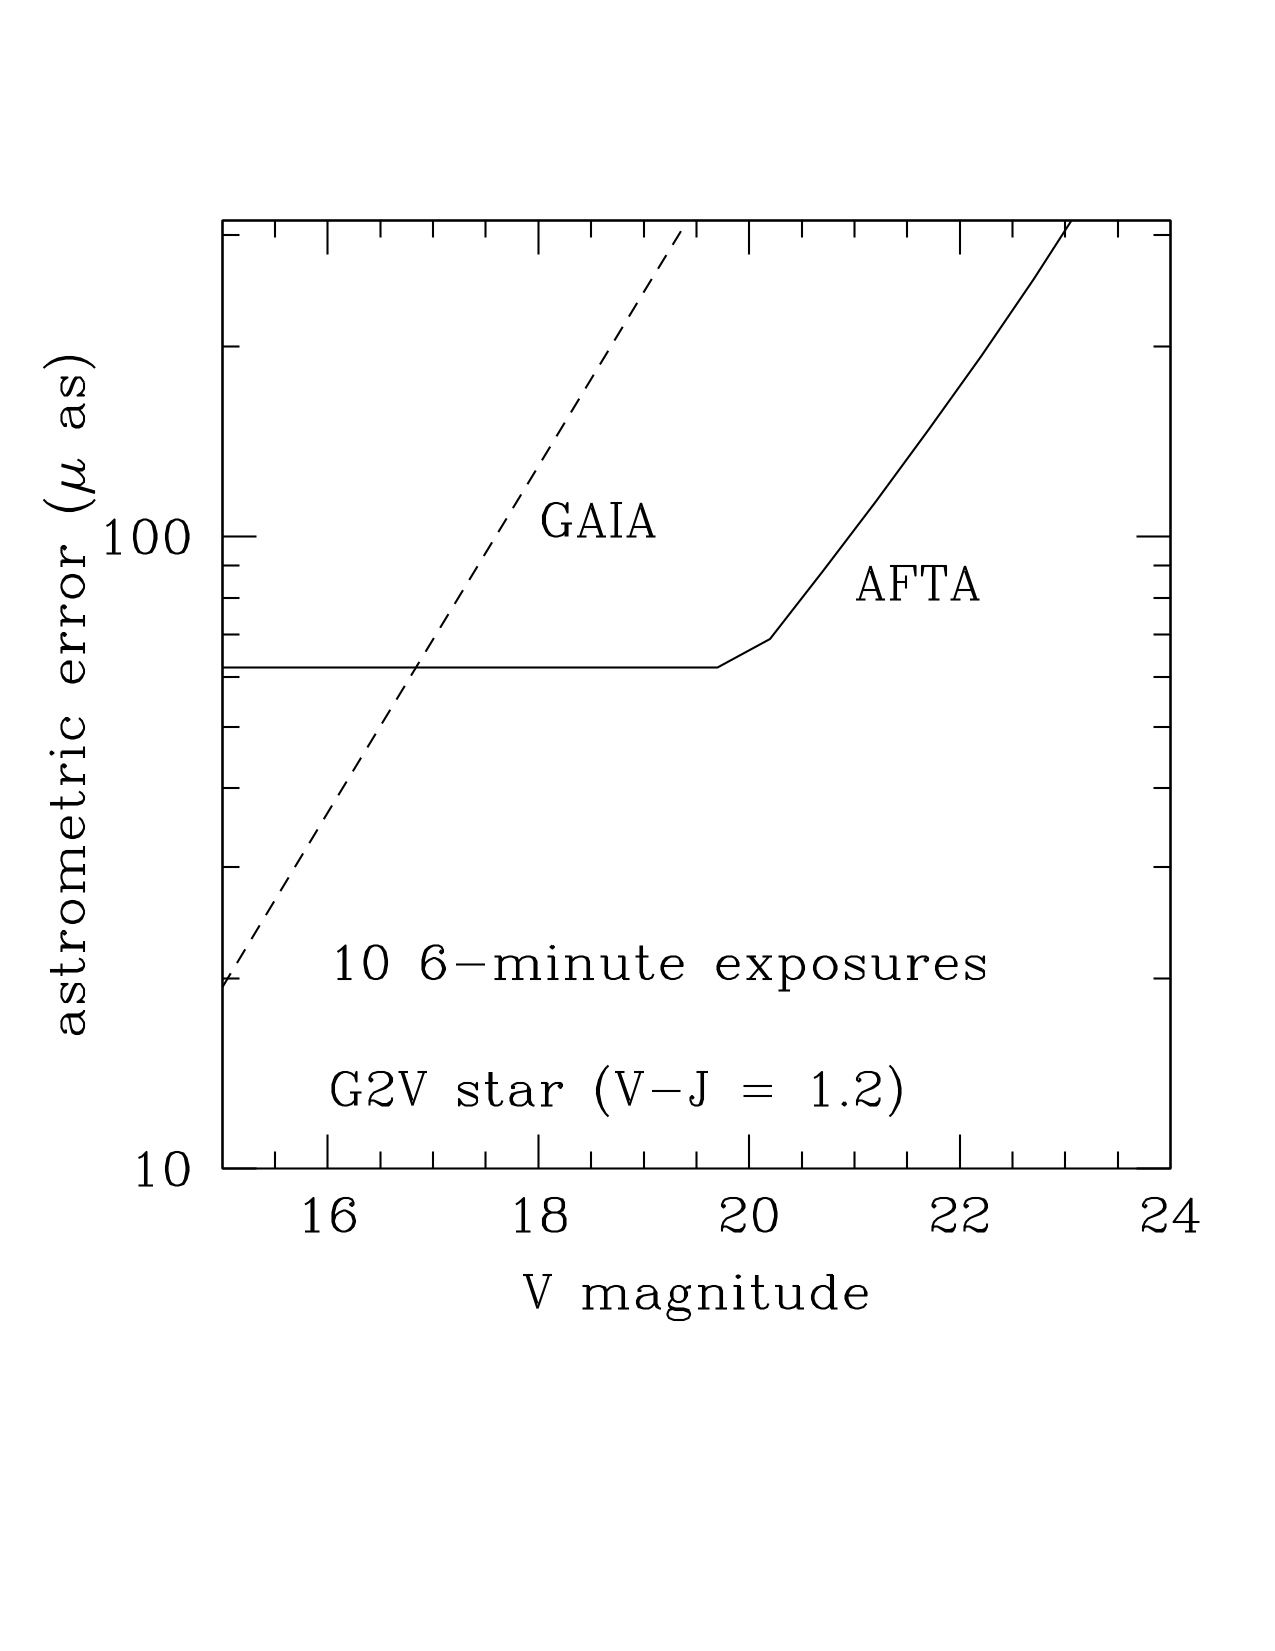 astrometric error (μ as)
100
10
GAIA
AFTA
10 6-minute exposures
G2V star (V-J = 1.2)
16 18 20 22 24
V magnitude